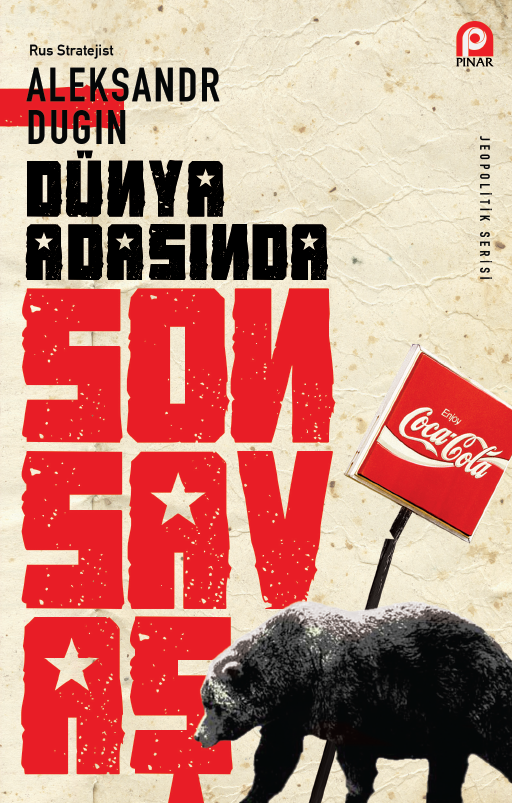 Rus Stratejist
ALEKSANDR
DUGIN
DÜNYA
ADASINDA
SON
SAV
AŞ
PINAR
JEOPOLİTİK SERİSİ
Enjoy
Coca-Cola